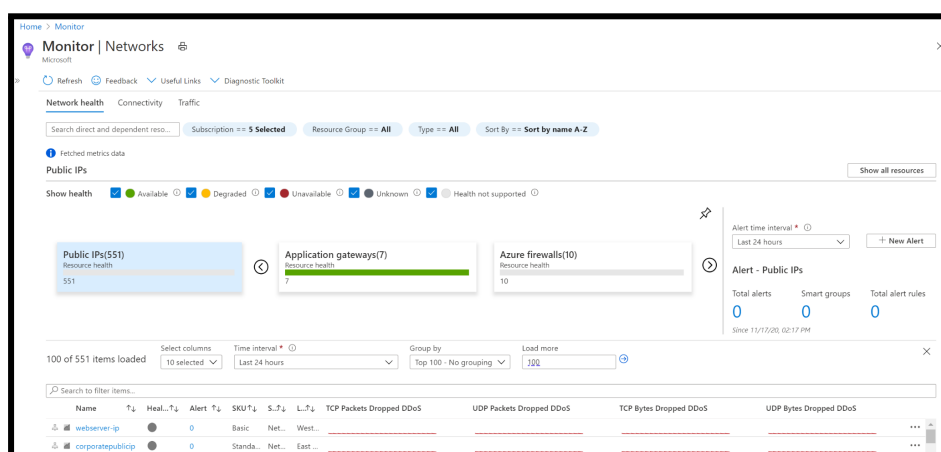 Home > Monitor
Monitor | Networks
Microsoft
Refresh Feedback Useful Links Diagnostic Toolkit
Network health Connectivity Traffic
Search direct and dependent reso... Subscription == 5 Selected Resource Group == All Type == All Sort By == Sort by name A-Z
Fetched metrics data
Public IPs Show all resources
Show health Available Degraded Unavailable Unknown Health not supported
Public IPs(551)
Resource health
551
Application gateways(7)
Resource health
7
Azure firewalls(10)
Resource health
10
Alert time interval *
Last 24 hours + New Alert
Alert - Public IPs
Total alerts Smart groups Total alert rules
0 0 0
Since 11/17/20, 02:17 PM
Select columns Time interval * Group by Load more
100 of 551 items loaded 10 selected Last 24 hours Top 100 - No grouping 100
Search to filter items...
Name ↑↓ Heal...↑↓ Alert ↑↓ SKU↑↓ S...↑↓ L...↑↓ TCP Packets Dropped DDoS UDP Packets Dropped DDoS TCP Bytes Dropped DDoS UDP Bytes Dropped DDoS
webserver-ip 0 Basic Net... West... ...
corporatepublicip 0 Standa... Net... East ... ...